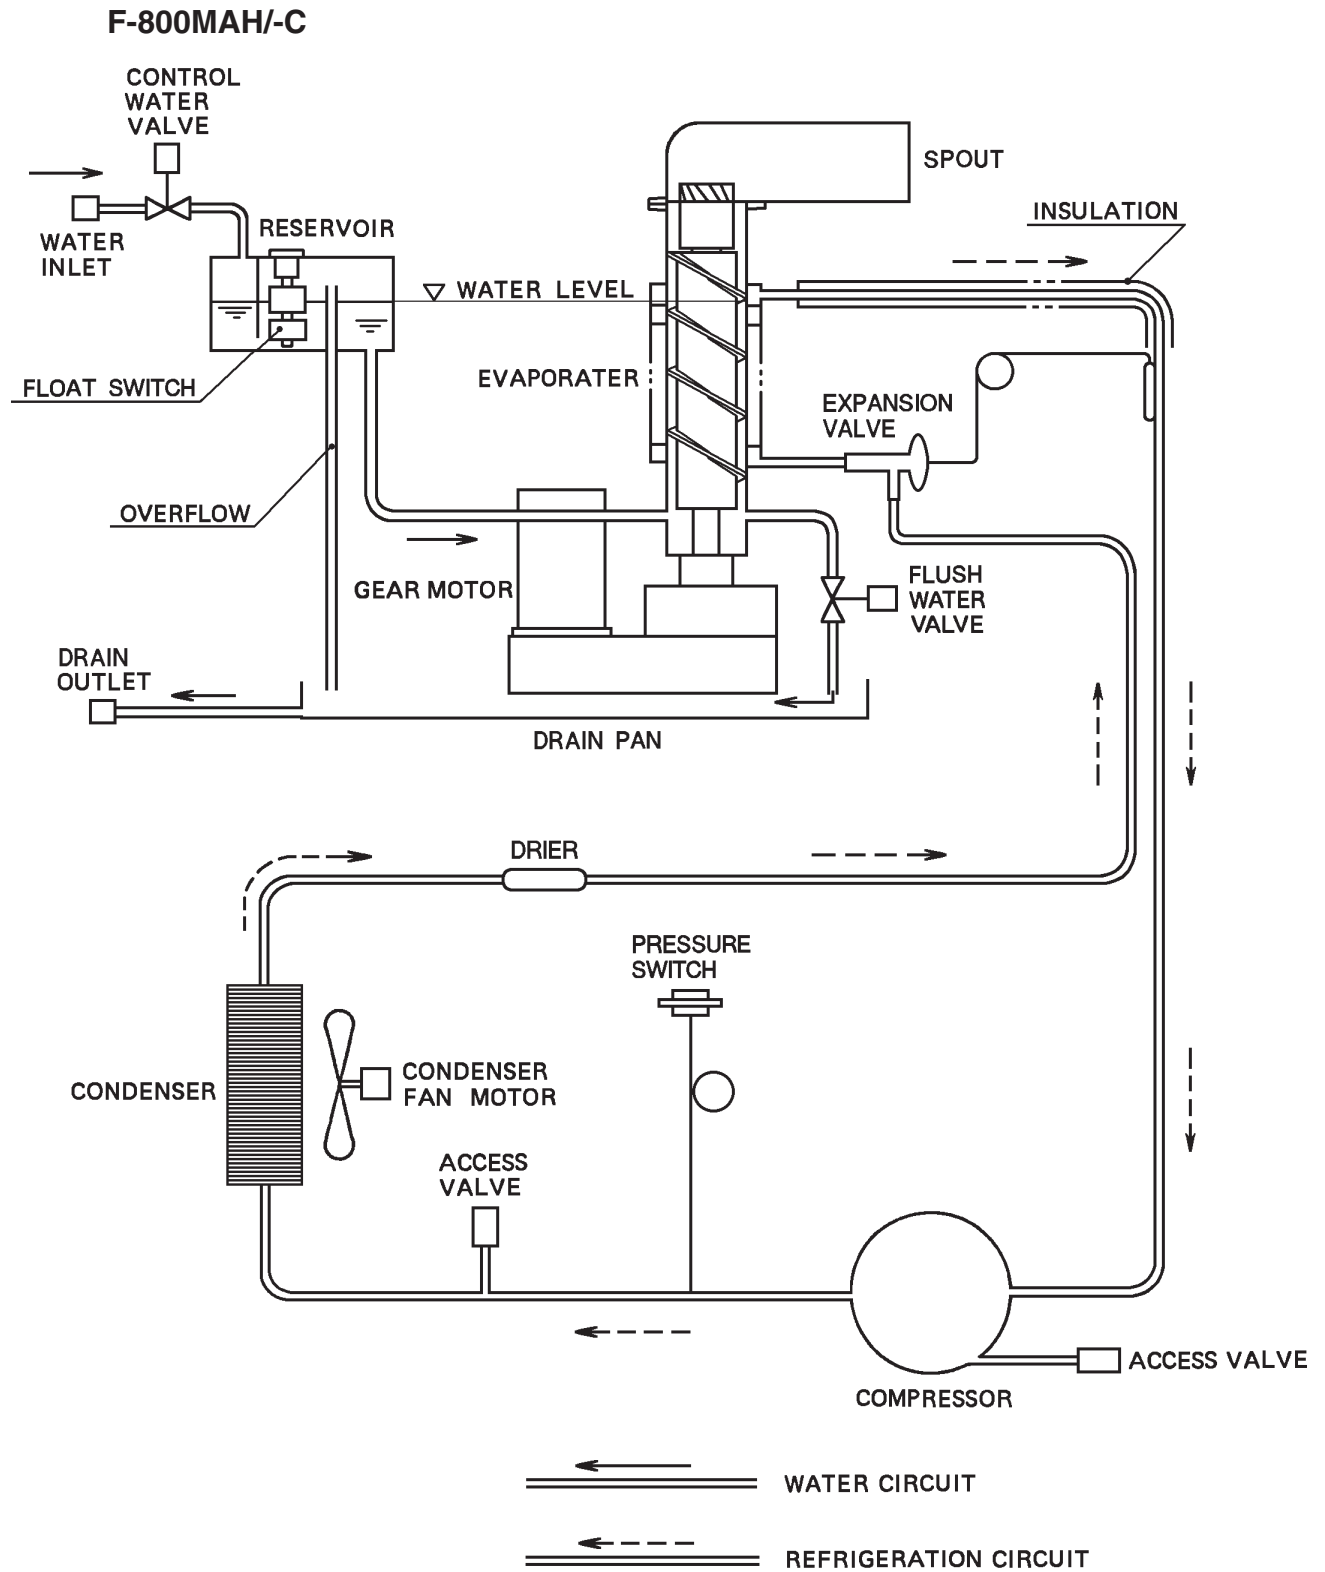 F-800MAH/-C
CONTROL
WATER
VALVE
SPOUT
INSULATION
WATER
INLET
RESERVOIR
WATER LEVEL
FLOAT SWITCH
EVAPORATER
EXPANSION
VALVE
OVERFLOW
GEAR MOTOR
FLUSH
WATER
VALVE
DRAIN
OUTLET
DRAIN PAN
DRIER
PRESSURE
SWITCH
CONDENSER
CONDENSER
FAN MOTOR
ACCESS
VALVE
ACCESS VALVE
COMPRESSOR
WATER CIRCUIT
REFRIGERATION CIRCUIT